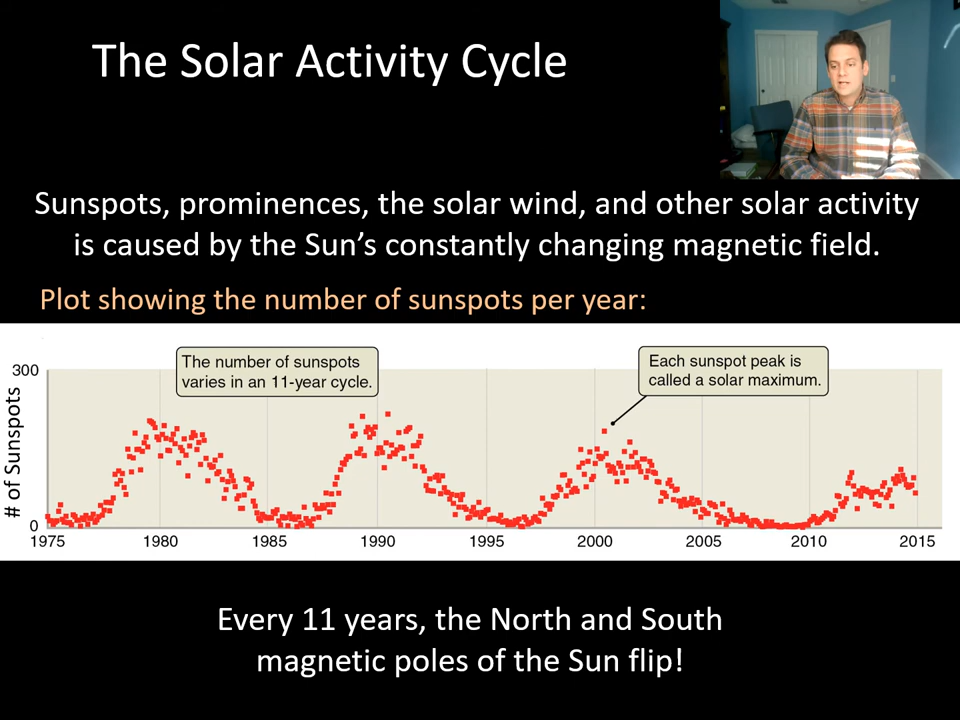 The Solar Activity Cycle
Sunspots, prominences, the solar wind, and other solar activity
is caused by the Sun's constantly changing magnetic field.
Plot showing the number of sunspots per year:
The number of sunspots
varies in an 11-year cycle.
Each sunspot peak is
called a solar maximum.
300
# of Sunspots
0
1975 1980 1985 1990 1995 2000 2005 2010 2015
Every 11 years, the North and South
magnetic poles of the Sun flip!